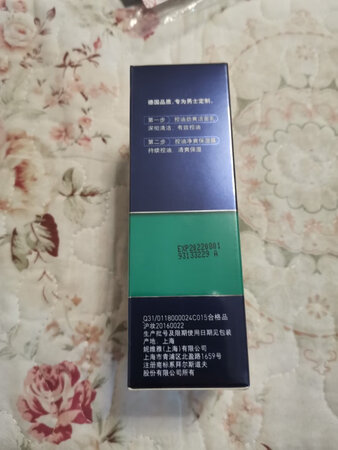 德国品质，专为男士定制。
第一步 控油劲爽洁面乳
深彻清洁，有效控油
第二步 控油净爽保湿露
持续控油，清爽保湿
EXP20220801
93133229 A
Q31/0118000024C015合格品
沪妆20160022
生产批号及限期使用日期见包装
产地：上海
妮维雅（上海）有限公司
上海市青浦区北盈路1659号
注册商标系拜尔斯道夫
股份有限公司所有